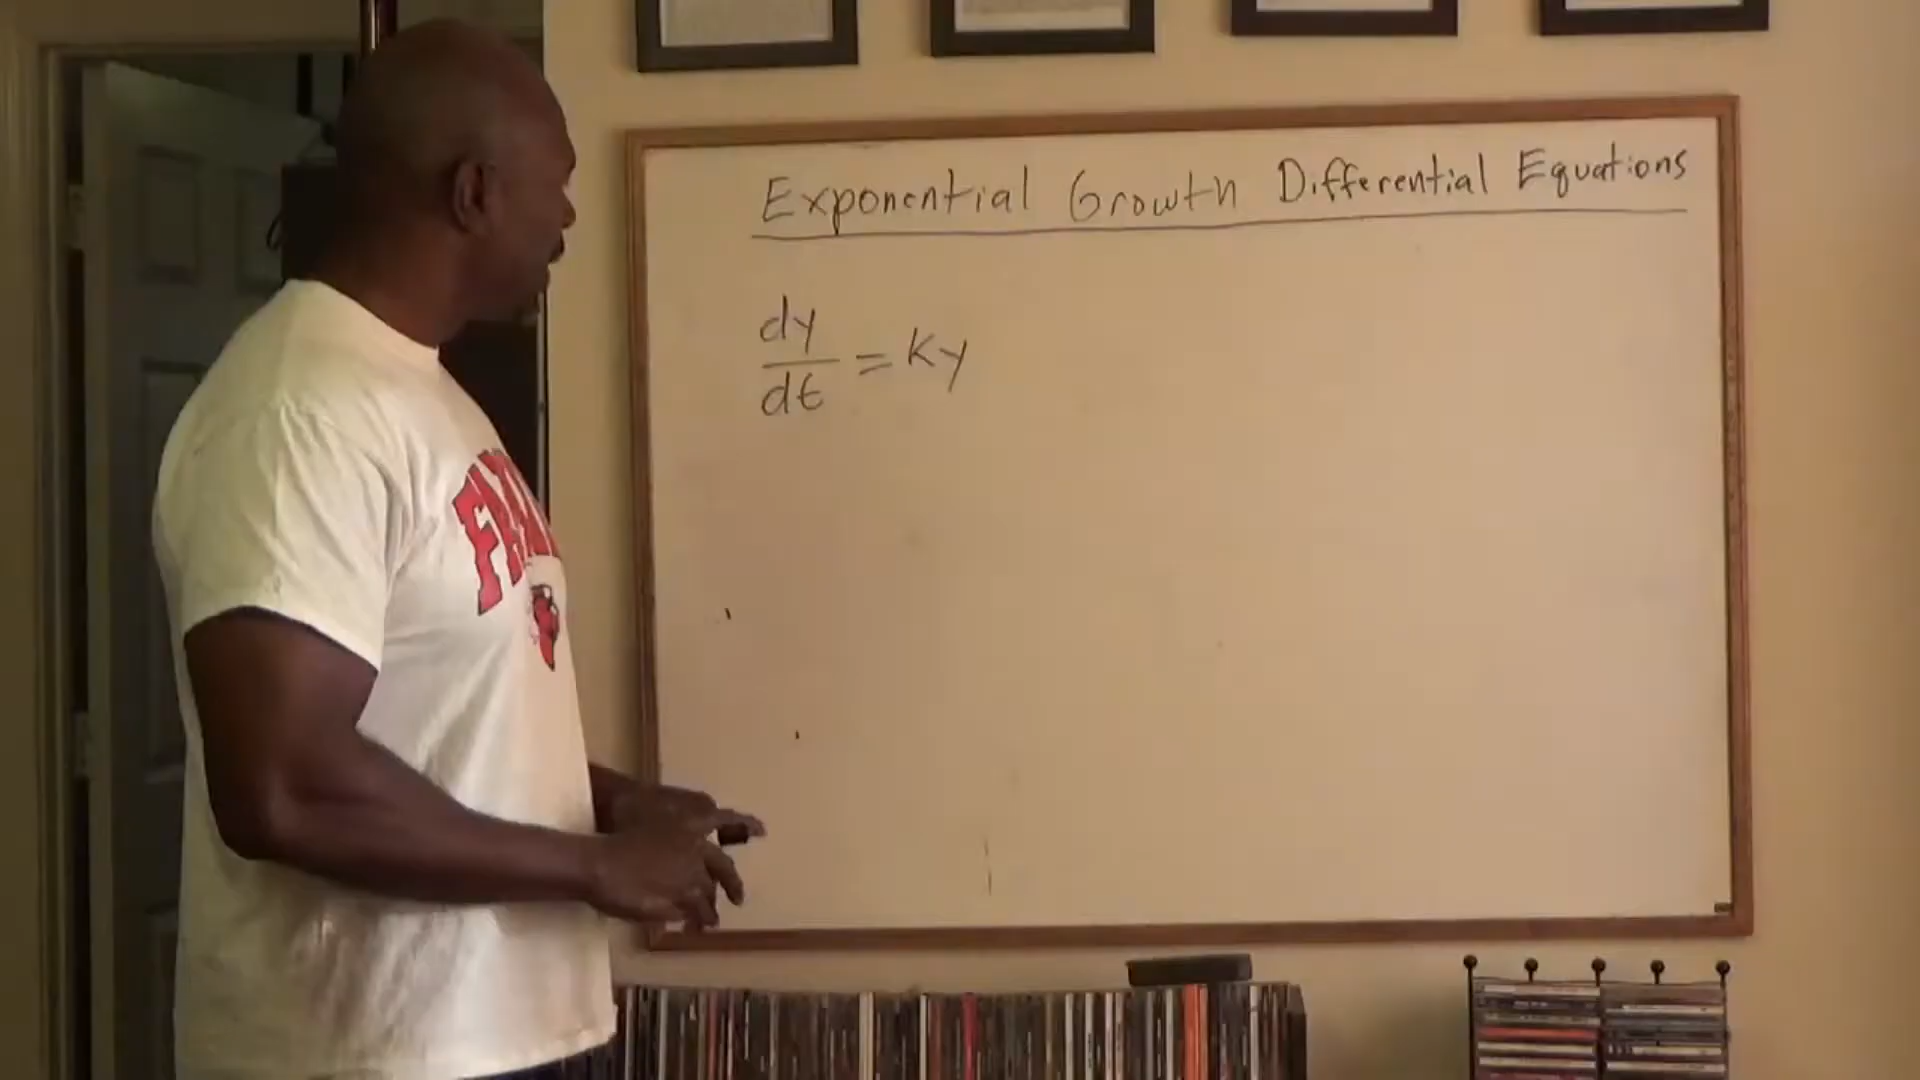 Exponential Growth Differential Equations
dy
dt
= ky